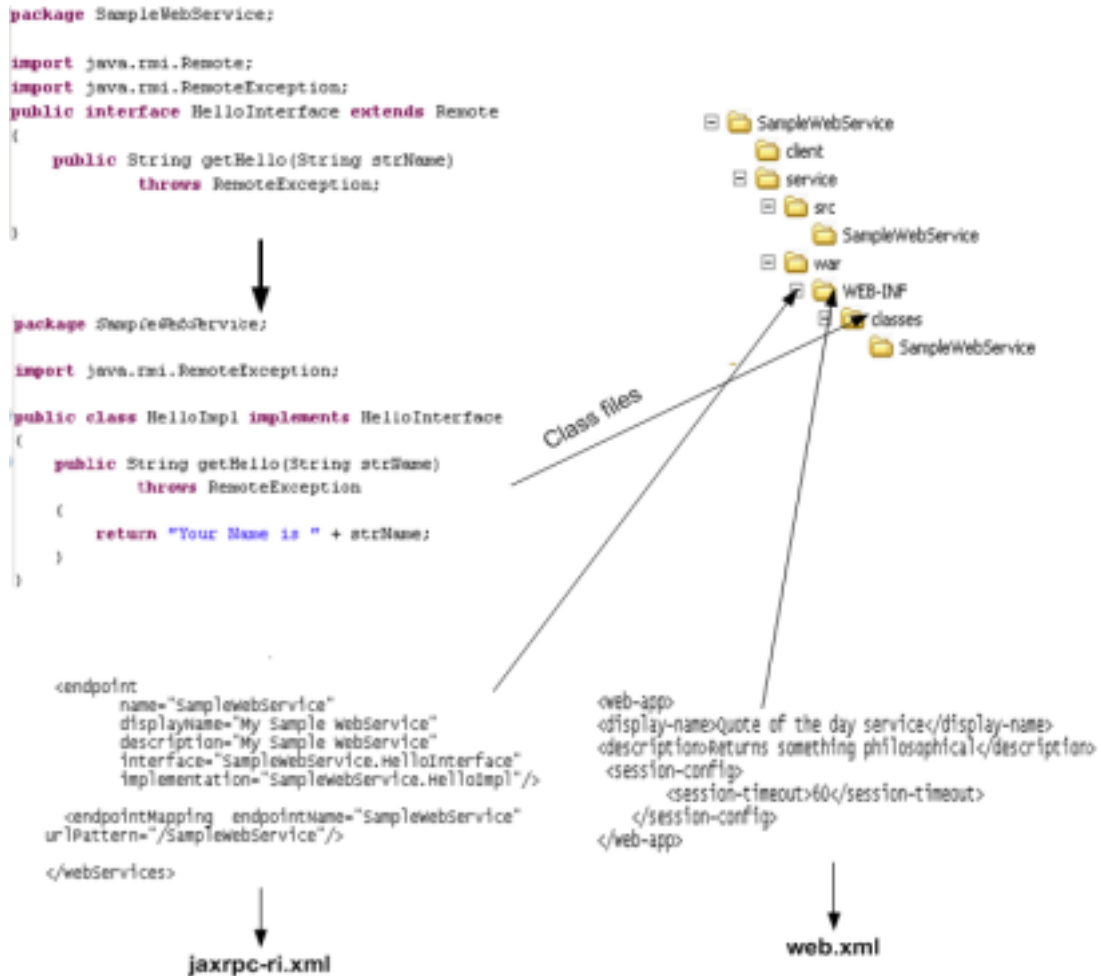 package SampleWebService;
import java.rmi.Remote;
import java.rmi.RemoteException;
public interface HelloInterface extends Remote
{
public String getHello(String strName)
throws RemoteException;
}
package SampleWebService;
import java.rmi.RemoteException;
public class HelloImpl implements HelloInterface
{
public String getHello(String strName)
throws RemoteException
{
return "Your Name is " + strName;
}
}
SampleWebService
client
service
src
SampleWebService
war
WEB-INF
classes
SampleWebService
Class files
<endpoint
name="SampleWebService"
displayName="My Sample WebService"
description="My Sample WebService"
interface="SampleWebService.HelloInterface"
implementation="SampleWebService.HelloImpl"/>
<endpointMapping endpointName="SampleWebService"
urlPattern="/SampleWebService"/>
</webServices>
jaxrpc-ri.xml
<web-app>
<display-name>Quote of the day service</display-name>
<description>Returns something philosophical</description>
<session-config>
<session-timeout>60</session-timeout>
</session-config>
</web-app>
web.xml